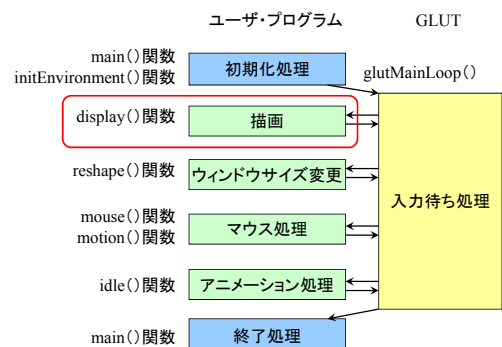 ユーザ・プログラム GLUT
main()関数
initEnvironment()関数
初期化処理
glutMainLoop()
display()関数
描画
reshape()関数
ウィンドウサイズ変更
入力待ち処理
mouse()関数
motion()関数
マウス処理
idle()関数
アニメーション処理
main()関数
終了処理